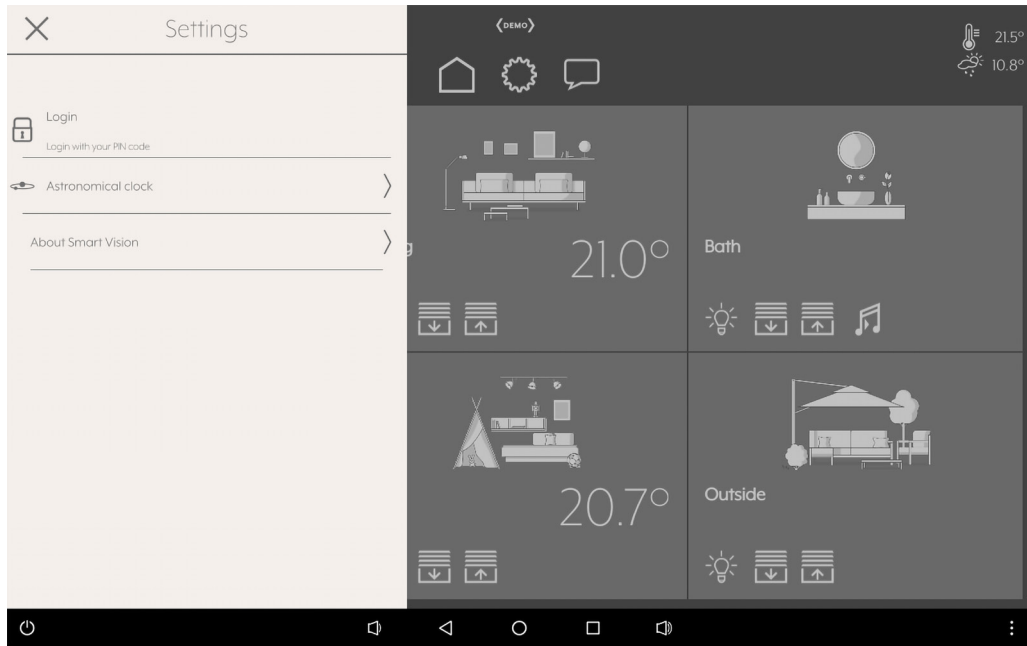 Settings
Login
Login with your PIN code
Astronomical clock
About Smart Vision
DEMO
21.5°
10.8°
g
21.0°
Bath
20.7°
Outside